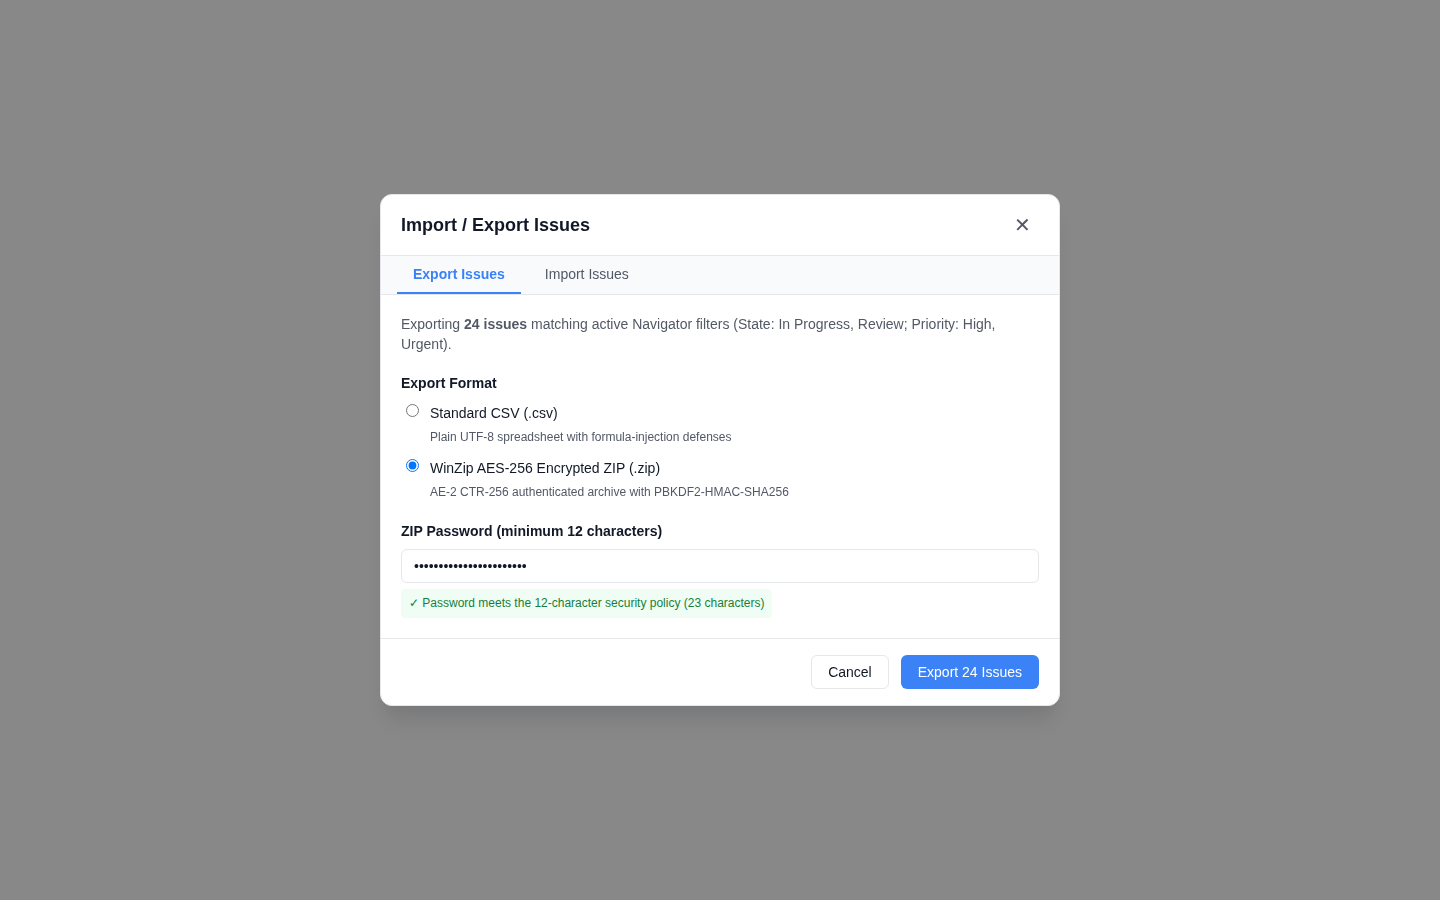 Import / Export Issues
✕
Export Issues
Import Issues
Exporting 24 issues matching active Navigator filters (State: In Progress, Review; Priority: High,
Urgent).
Export Format
Standard CSV (.csv)
Plain UTF-8 spreadsheet with formula-injection defenses
WinZip AES-256 Encrypted ZIP (.zip)
AE-2 CTR-256 authenticated archive with PBKDF2-HMAC-SHA256
ZIP Password (minimum 12 characters)
•••••••••••••••••••••••
✓ Password meets the 12-character security policy (23 characters)
Cancel
Export 24 Issues